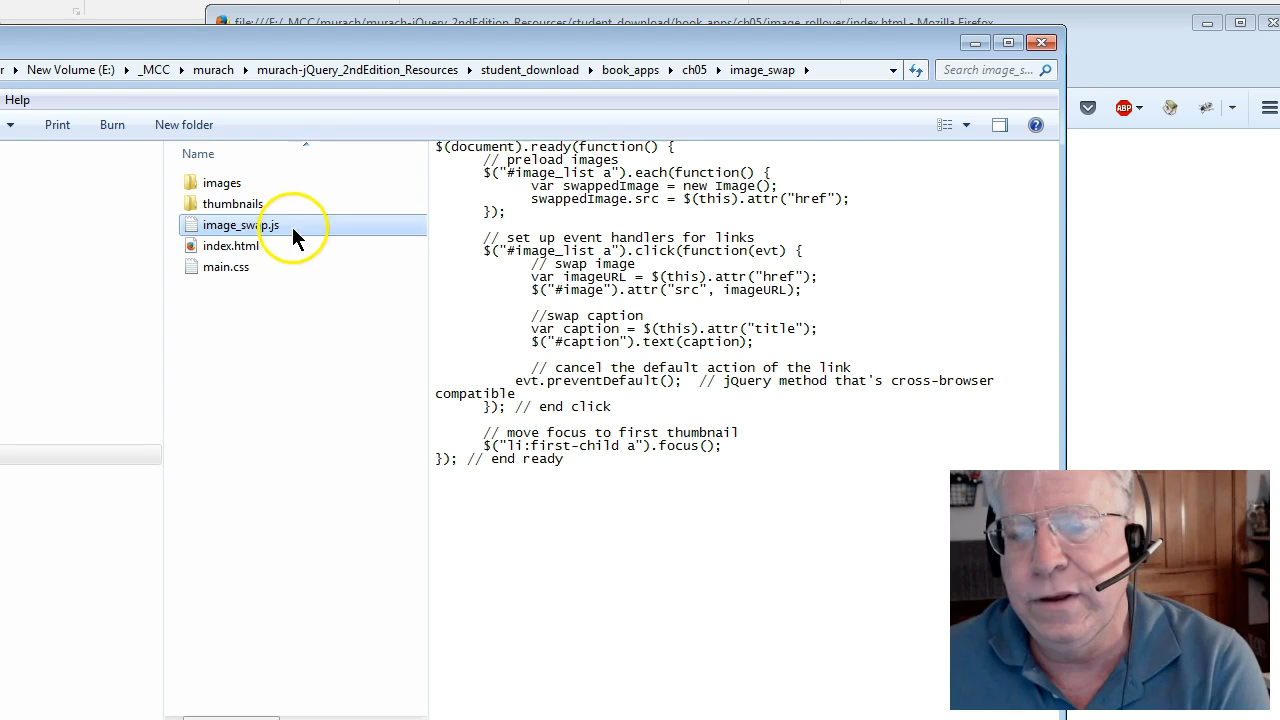 file:///E:/_MCC/murach/murach-jQuery_2ndEdition_Resources/student_download/book_apps/ch05/image_rollover/index.html - Mozilla Firefox
New Volume (E:) _MCC murach murach-jQuery_2ndEdition_Resources student_download book_apps ch05 image_swap Search image_s...
Help
Print Burn New folder
ABP
Name
images
thumbnails
image_swap.js
index.html
main.css
$(document).ready(function() {
// preload images
$("#image_list a").each(function() {
var swappedImage = new Image();
swappedImage.src = $(this).attr("href");
});
// set up event handlers for links
$("#image_list a").click(function(evt) {
// swap image
var imageURL = $(this).attr("href");
$("#image").attr("src", imageURL);
//swap caption
var caption = $(this).attr("title");
$("#caption").text(caption);
// cancel the default action of the link
evt.preventDefault();  // jQuery method that's cross-browser
compatible
}); // end click
// move focus to first thumbnail
$("li:first-child a").focus();
}); // end ready